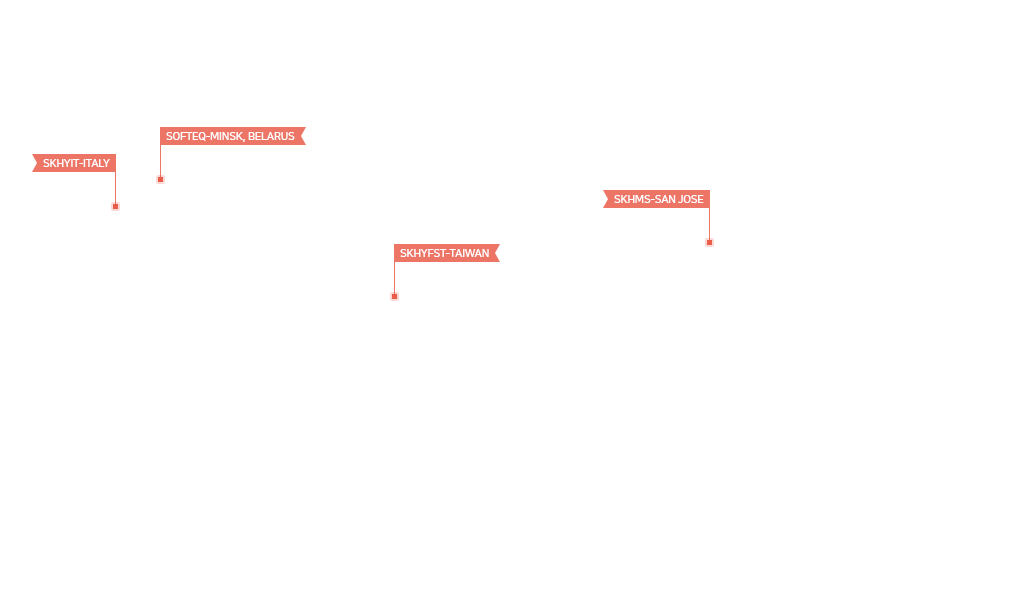 SOFTEQ-MINSK, BELARUS
SKHYIT-ITALY
SKHMS-SAN JOSE
SKHYFST-TAIWAN